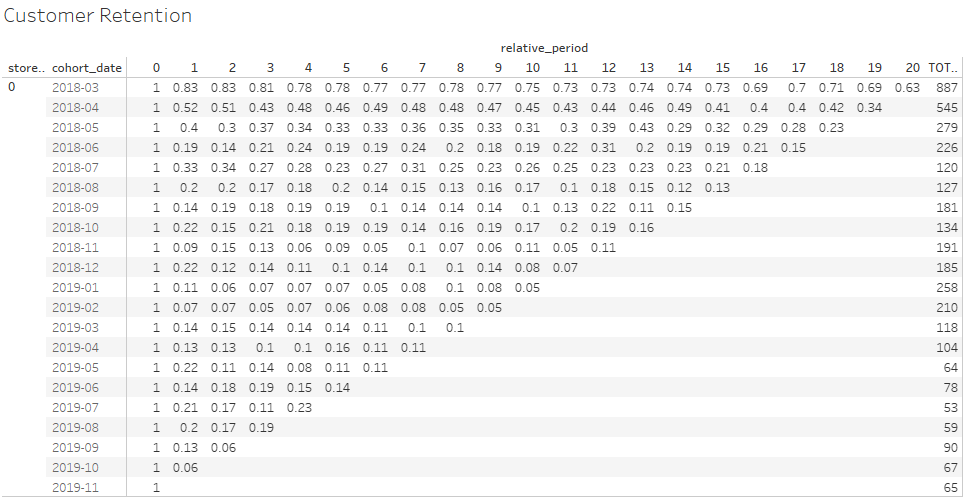 Customer Retention
relative_period
store.. cohort_date 0 1 2 3 4 5 6 7 8 9 10 11 12 13 14 15 16 17 18 19 20 TOT..
0 2018-03 1 0.83 0.83 0.81 0.78 0.78 0.77 0.77 0.78 0.77 0.75 0.73 0.73 0.74 0.74 0.73 0.69 0.7 0.71 0.69 0.63 887
2018-04 1 0.52 0.51 0.43 0.48 0.46 0.49 0.48 0.48 0.47 0.45 0.43 0.44 0.46 0.49 0.41 0.4 0.4 0.42 0.34 545
2018-05 1 0.4 0.3 0.37 0.34 0.33 0.33 0.36 0.35 0.33 0.31 0.3 0.39 0.43 0.29 0.32 0.29 0.28 0.23 279
2018-06 1 0.19 0.14 0.21 0.24 0.19 0.19 0.24 0.2 0.18 0.19 0.22 0.31 0.2 0.19 0.19 0.21 0.15 226
2018-07 1 0.33 0.34 0.27 0.28 0.23 0.27 0.31 0.25 0.23 0.26 0.25 0.23 0.23 0.23 0.21 0.18 120
2018-08 1 0.2 0.2 0.17 0.18 0.2 0.14 0.15 0.13 0.16 0.17 0.1 0.18 0.15 0.12 0.13 127
2018-09 1 0.14 0.19 0.18 0.19 0.19 0.1 0.14 0.14 0.14 0.1 0.13 0.22 0.11 0.15 181
2018-10 1 0.22 0.15 0.21 0.18 0.19 0.19 0.14 0.16 0.19 0.17 0.2 0.19 0.16 134
2018-11 1 0.09 0.15 0.13 0.06 0.09 0.05 0.1 0.07 0.06 0.11 0.05 0.11 191
2018-12 1 0.22 0.12 0.14 0.11 0.1 0.14 0.1 0.1 0.14 0.08 0.07 185
2019-01 1 0.11 0.06 0.07 0.07 0.07 0.05 0.08 0.1 0.08 0.05 258
2019-02 1 0.07 0.07 0.05 0.07 0.06 0.08 0.08 0.05 0.05 210
2019-03 1 0.14 0.15 0.14 0.14 0.14 0.11 0.1 0.1 118
2019-04 1 0.13 0.13 0.1 0.1 0.16 0.11 0.11 104
2019-05 1 0.22 0.11 0.14 0.08 0.11 0.11 64
2019-06 1 0.14 0.18 0.19 0.15 0.14 78
2019-07 1 0.21 0.17 0.11 0.23 53
2019-08 1 0.2 0.17 0.19 59
2019-09 1 0.13 0.06 90
2019-10 1 0.06 67
2019-11 1 65